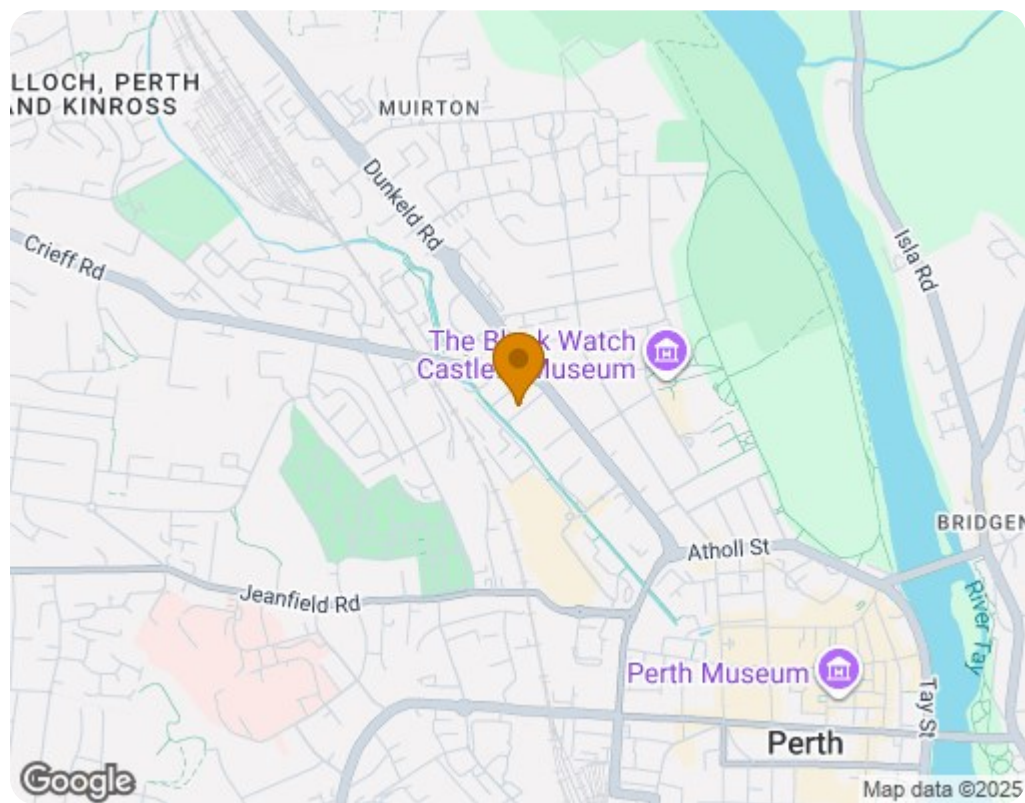 LLOCH, PERTH
AND KINROSS
MUIRTON
Dunkeld Rd
Crieff Rd
Isla Rd
The Black Watch
Museum
BRIDGEN
Atholl St
Jeanfield Rd
River Tay
Perth Museum
Tay St
Perth
Google
Map data ©2025